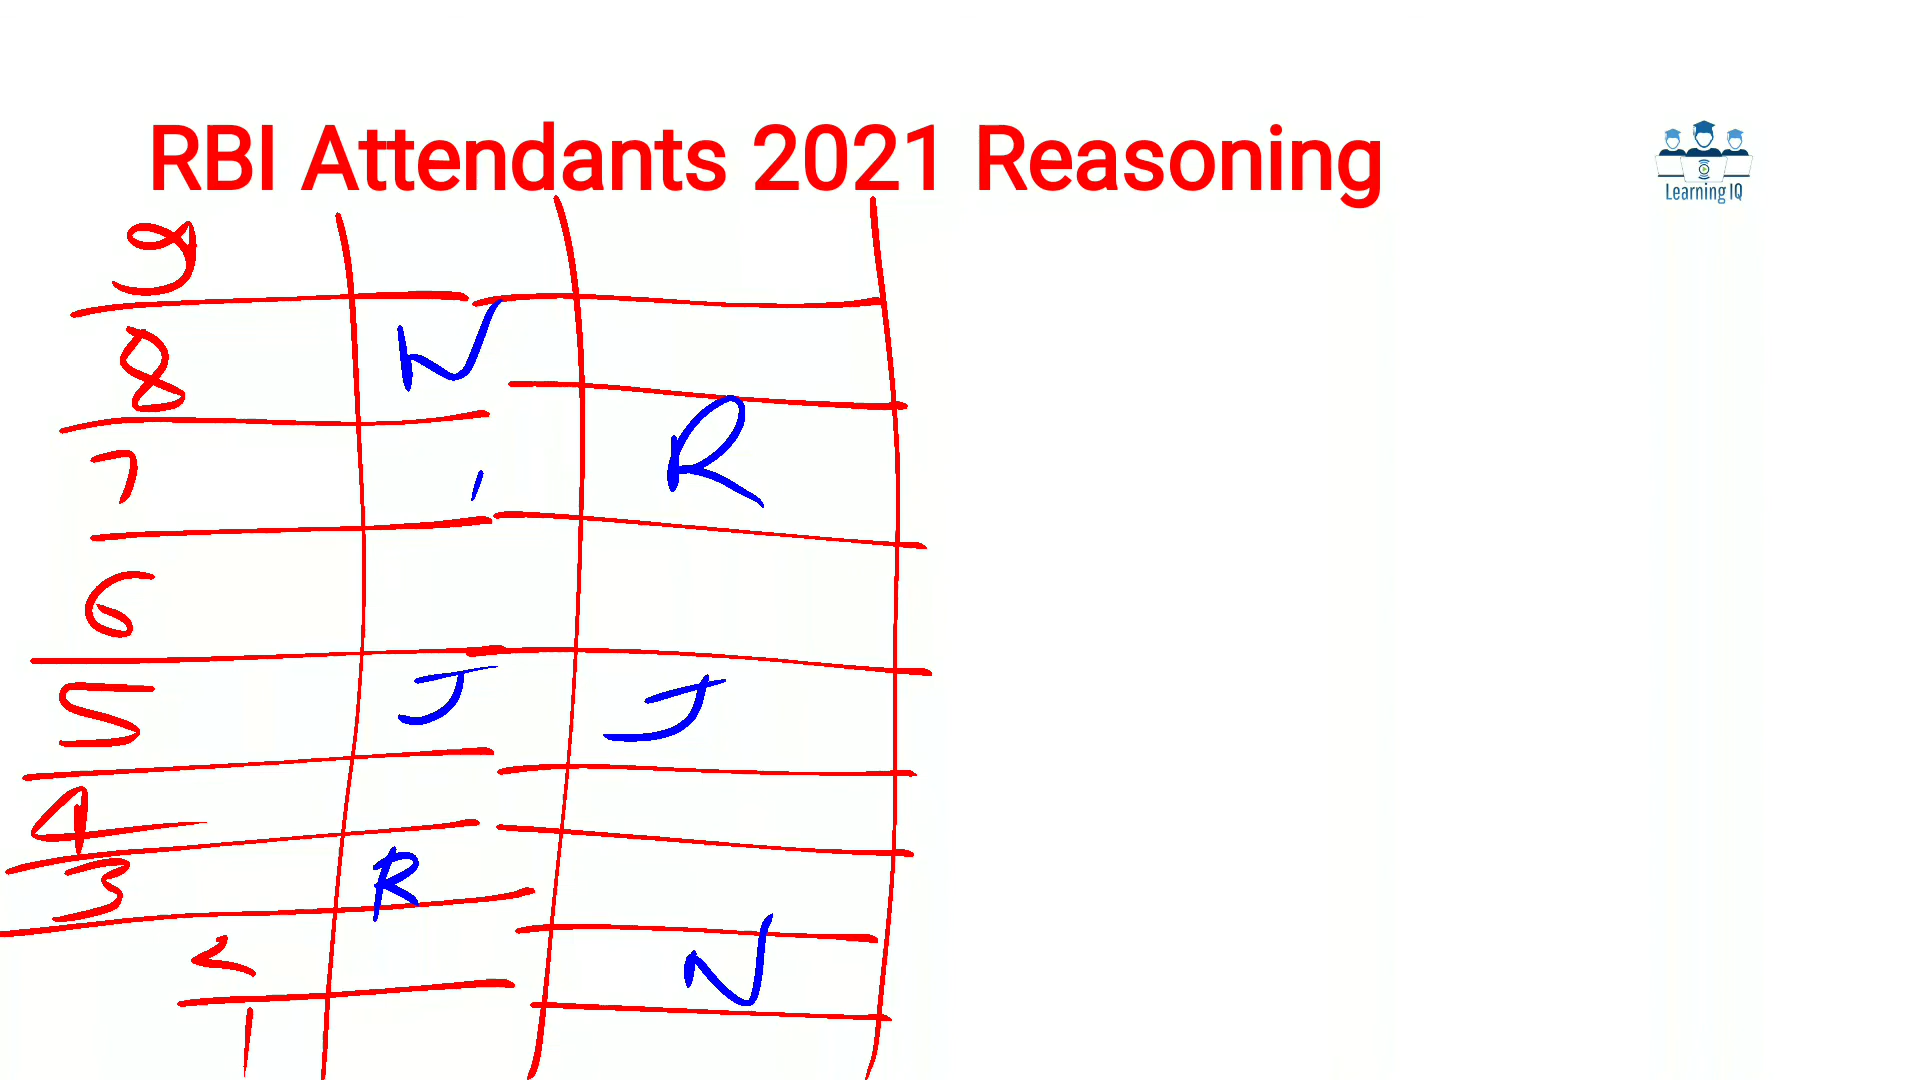 RBI Attendants 2021 Reasoning
Learning IQ
9
8 N
7 R
6
5 J J
4
3 R
2 N
1